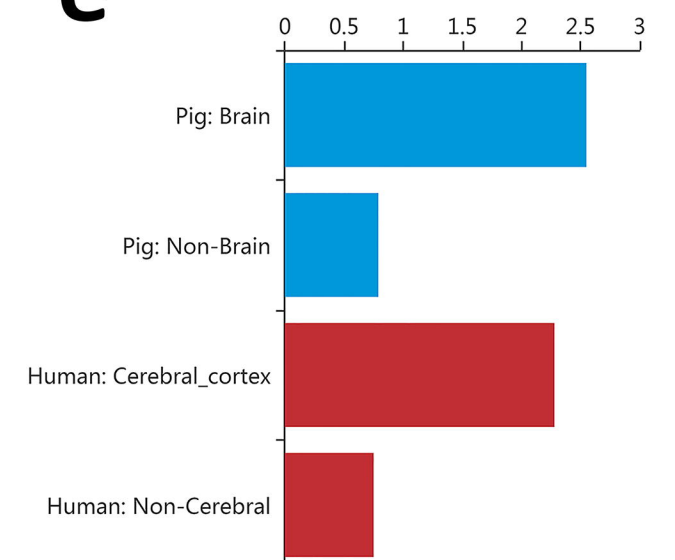 0 0.5 1 1.5 2 2.5 3
Pig: Brain
Pig: Non-Brain
Human: Cerebral_cortex
Human: Non-Cerebral